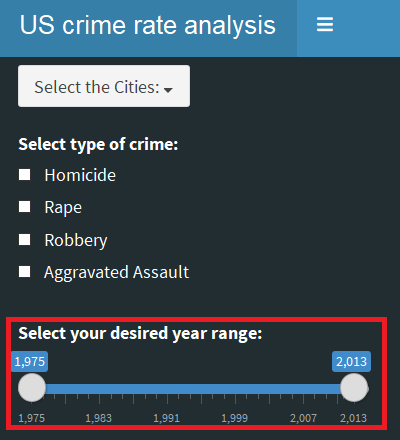 US crime rate analysis
Select the Cities:
Select type of crime:
Homicide
Rape
Robbery
Aggravated Assault
Select your desired year range:
1,975 2,013
1,975 1,983 1,991 1,999 2,007 2,013